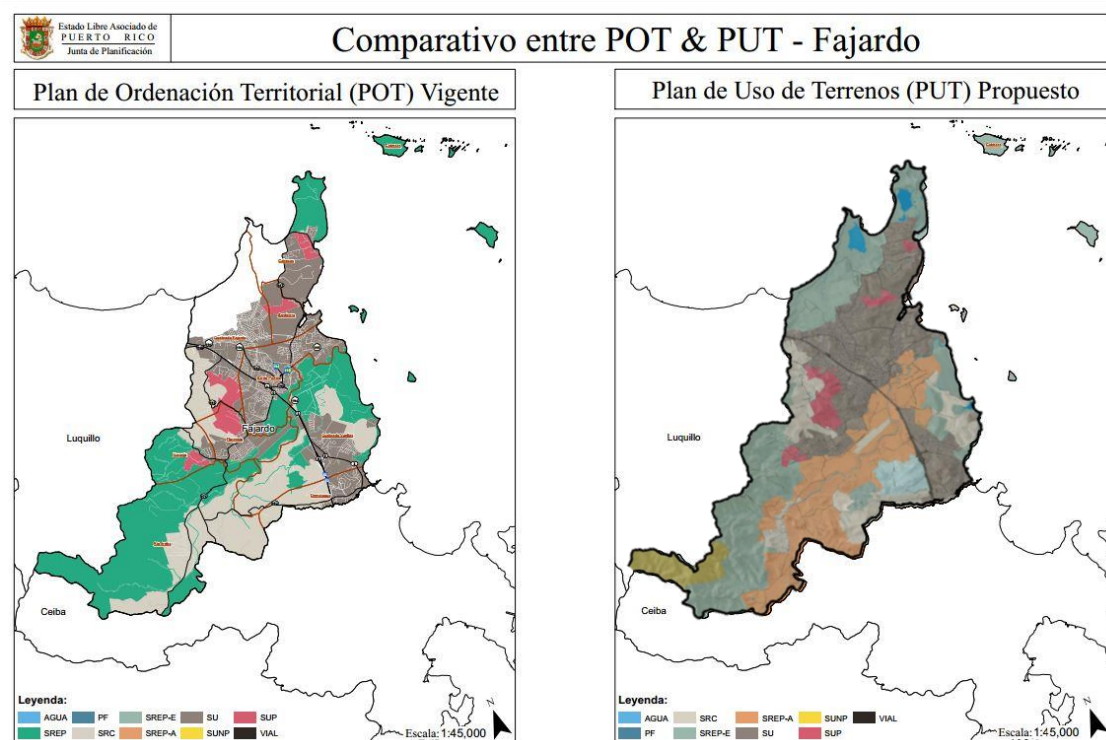 Estado Libre Asociado de
PUERTO RICO
Junta de Planificación
Comparativo entre POT & PUT - Fajardo
Plan de Ordenación Territorial (POT) Vigente
Plan de Uso de Terrenos (PUT) Propuesto
Luquillo
Fajardo
Ceiba
Leyenda:
AGUA PF SREP-E SU SUP
SREP SRC SREP-A SUNP VIAL
N
Escala: 1:45,000
Luquillo
Ceiba
Leyenda:
AGUA SRC SREP-A SUNP VIAL
PF SREP-E SU SUP
N
Escala: 1:45,000